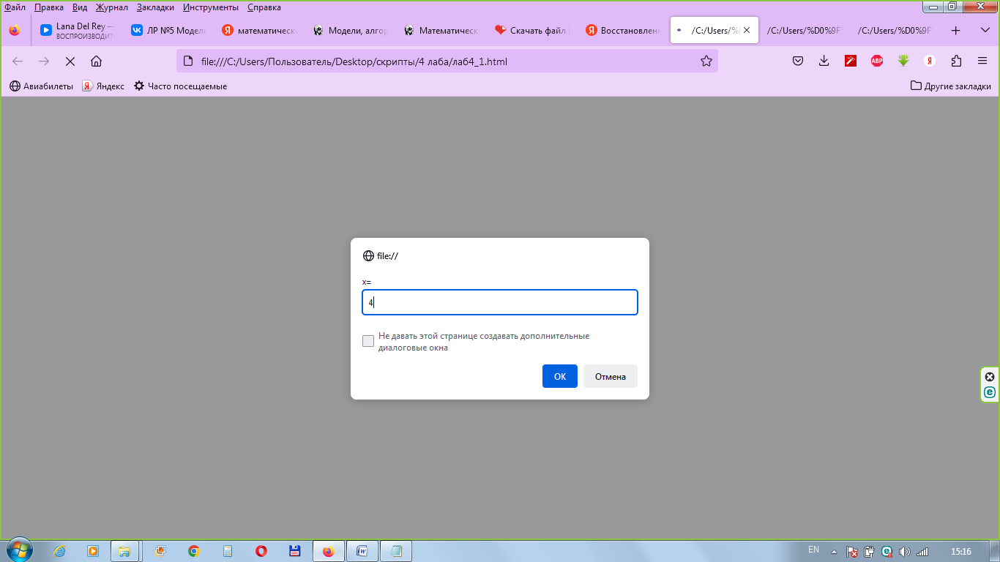 Файл Правка Вид Журнал Закладки Инструменты Справка
Lana Del Rey —
ВОСПРОИЗВОДИТ
ЛР №5 Модел
математическ
Модели, алгор
Математическ
Скачать файл
Восстановлен
/C:/Users/%
/C:/Users/%D0%9F
/C:/Users/%D0%9F
file:///C:/Users/Пользователь/Desktop/скрипты/4 лаба/лаб4_1.html
ABP
Я
Авиабилеты Яндекс Часто посещаемые Другие закладки
file://
x=
4
Не давать этой странице создавать дополнительные
диалоговые окна
OK Отмена
EN 15:16